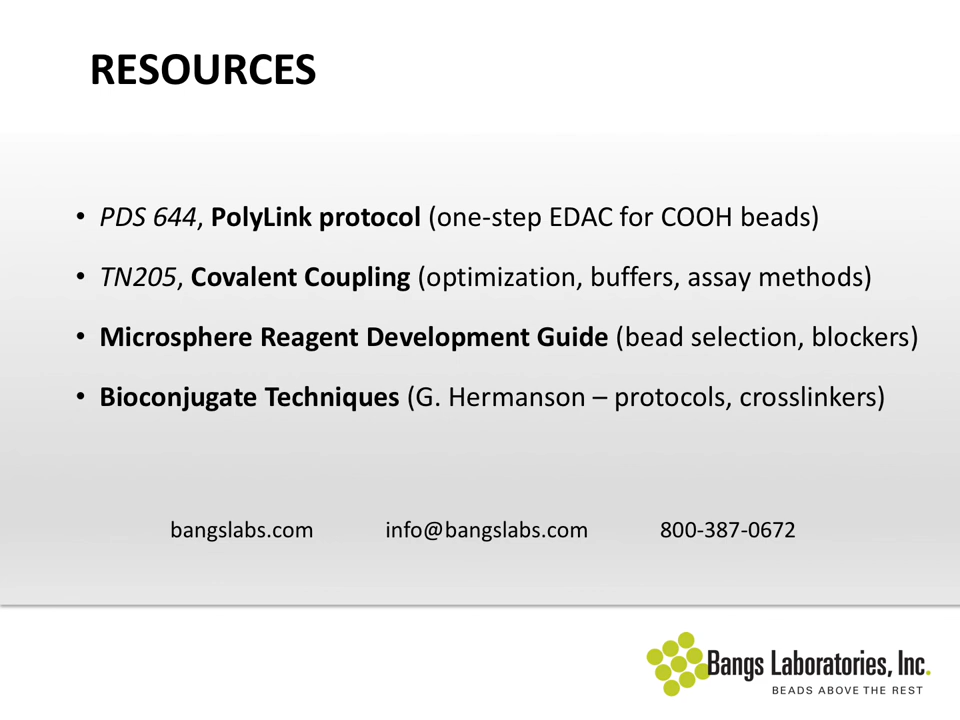 RESOURCES
• PDS 644, PolyLink protocol (one-step EDAC for COOH beads)
• TN205, Covalent Coupling (optimization, buffers, assay methods)
• Microsphere Reagent Development Guide (bead selection, blockers)
• Bioconjugate Techniques (G. Hermanson – protocols, crosslinkers)
bangslabs.com info@bangslabs.com 800-387-0672
Bangs Laboratories, Inc.
BEADS ABOVE THE REST